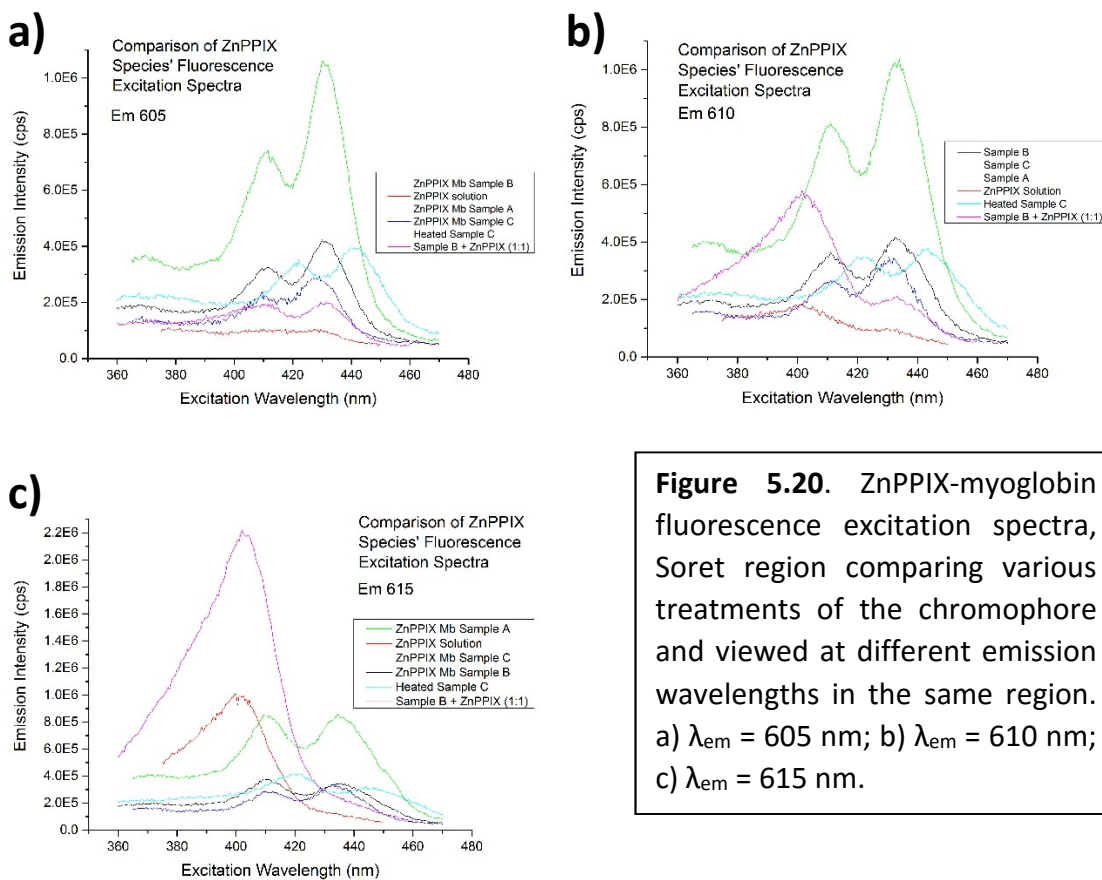 a)
Comparison of ZnPPIX
Species' Fluorescence
Excitation Spectra
Em 605
1.0E6
8.0E5
6.0E5
4.0E5
2.0E5
0.0
Emission Intensity (cps)
ZnPPIX Mb Sample B
ZnPPIX solution
ZnPPIX Mb Sample A
ZnPPIX Mb Sample C
Heated Sample C
Sample B + ZnPPIX (1:1)
360 380 400 420 440 460 480
Excitation Wavelength (nm)
b)
Comparison of ZnPPIX
Species' Fluorescence
Excitation Spectra
Em 610
1.0E6
8.0E5
6.0E5
4.0E5
2.0E5
0.0
Emission Intensity (cps)
Sample B
Sample C
Sample A
ZnPPIX Solution
Heated Sample C
Sample B + ZnPPIX (1:1)
360 380 400 420 440 460 480
Excitation Wavelength (nm)
c)
Comparison of ZnPPIX
Species' Fluorescence
Excitation Spectra
Em 615
2.2E6
2.0E6
1.8E6
1.6E6
1.4E6
1.2E6
1.0E6
8.0E5
6.0E5
4.0E5
2.0E5
0.0
Emission Intensity (cps)
ZnPPIX Mb Sample A
ZnPPIX Solution
ZnPPIX Mb Sample C
ZnPPIX Mb Sample B
Heated Sample C
Sample B + ZnPPIX (1:1)
360 380 400 420 440 460 480
Excitation Wavelength (nm)
Figure 5.20. ZnPPIX-myoglobin
fluorescence excitation spectra,
Soret region comparing various
treatments of the chromophore
and viewed at different emission
wavelengths in the same region.
a) λem = 605 nm; b) λem = 610 nm;
c) λem = 615 nm.